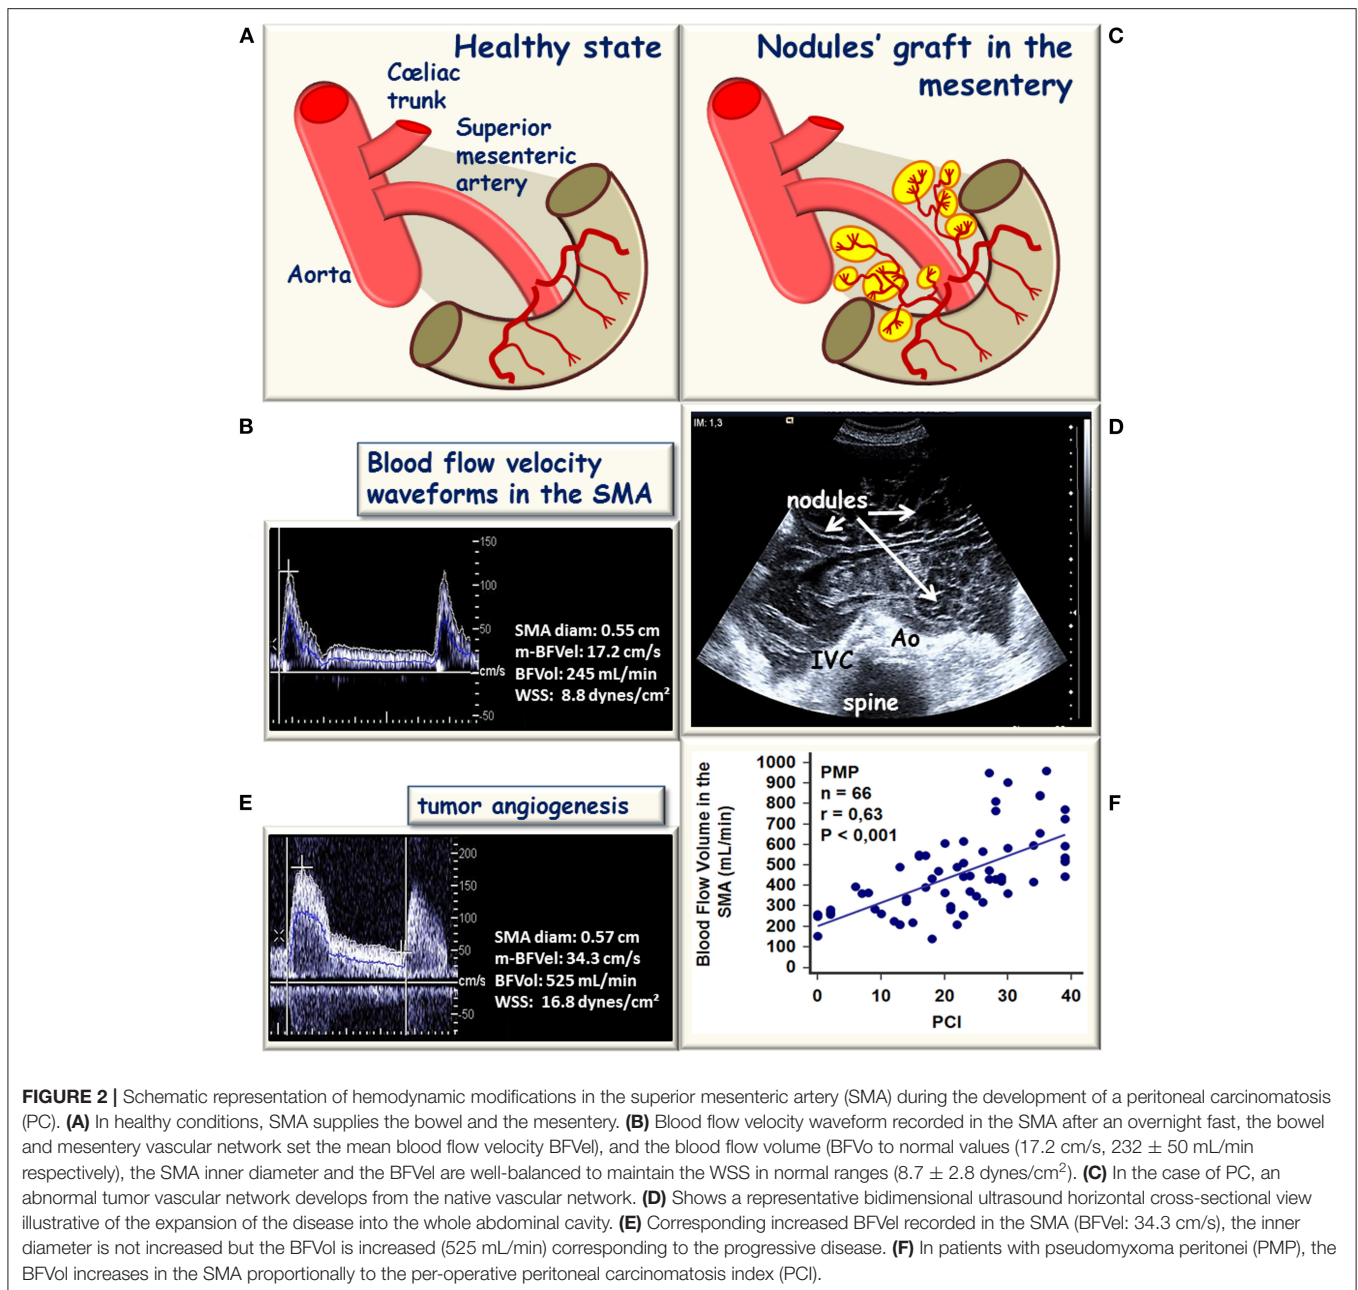 A
Healthy state
Cœliac
trunk
Superior
mesenteric
artery
Aorta
C
Nodules' graft in the
mesentery
B
Blood flow velocity
waveforms in the SMA
150
100
50
cm/s
-50
SMA diam: 0.55 cm
m-BFVel: 17.2 cm/s
BFVol: 245 mL/min
WSS: 8.8 dynes/cm²
D
IM: 1,3
nodules
Ao
IVC
spine
E
tumor angiogenesis
200
150
100
50
cm/s
-50
SMA diam: 0.57 cm
m-BFVel: 34.3 cm/s
BFVol: 525 mL/min
WSS: 16.8 dynes/cm²
F
Blood Flow Volume in the
SMA (mL/min)
1000
900
800
700
600
500
400
300
200
100
0
PMP
n = 66
r = 0,63
P < 0,001
0 10 20 30 40
PCI
FIGURE 2 | Schematic representation of hemodynamic modifications in the superior mesenteric artery (SMA) during the development of a peritoneal carcinomatosis
(PC). (A) In healthy conditions, SMA supplies the bowel and the mesentery. (B) Blood flow velocity waveform recorded in the SMA after an overnight fast, the bowel
and mesentery vascular network set the mean blood flow velocity BFVel), and the blood flow volume (BFVo to normal values (17.2 cm/s, 232 ± 50 mL/min
respectively), the SMA inner diameter and the BFVel are well-balanced to maintain the WSS in normal ranges (8.7 ± 2.8 dynes/cm²). (C) In the case of PC, an
abnormal tumor vascular network develops from the native vascular network. (D) Shows a representative bidimensional ultrasound horizontal cross-sectional view
illustrative of the expansion of the disease into the whole abdominal cavity. (E) Corresponding increased BFVel recorded in the SMA (BFVel: 34.3 cm/s), the inner
diameter is not increased but the BFVol is increased (525 mL/min) corresponding to the progressive disease. (F) In patients with pseudomyxoma peritonei (PMP), the
BFVol increases in the SMA proportionally to the per-operative peritoneal carcinomatosis index (PCI).